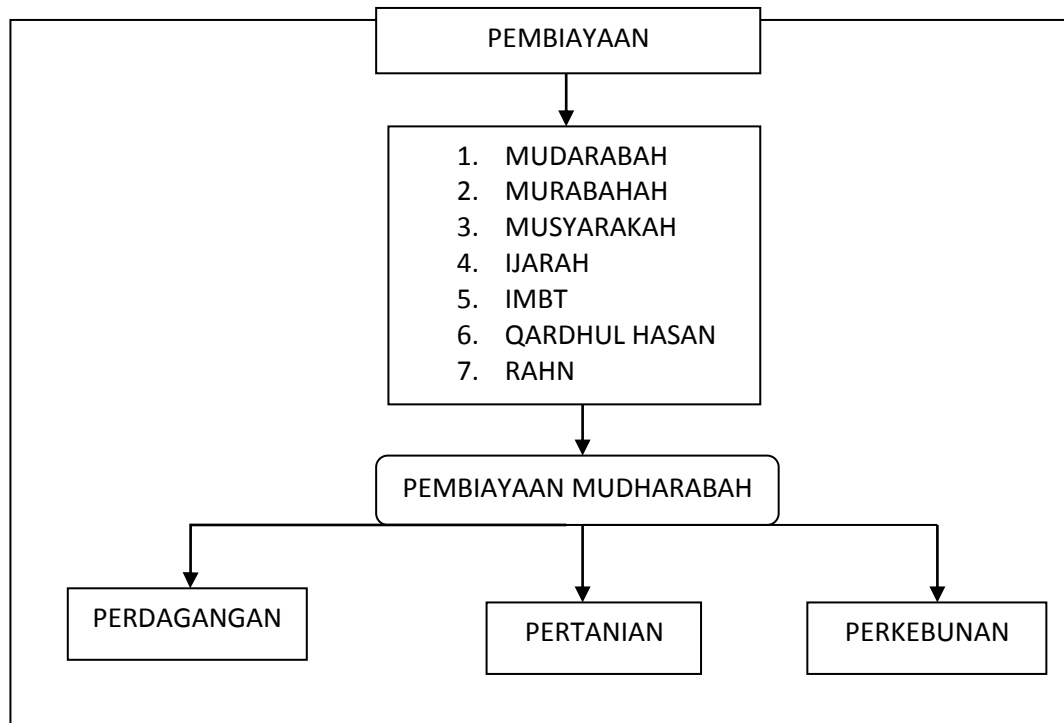 PEMBIAYAAN
1. MUDARABAH
2. MURABAHAH
3. MUSYARAKAH
4. IJARAH
5. IMBT
6. QARDHUL HASAN
7. RAHN
PEMBIAYAAN MUDHARABAH
PERDAGANGAN
PERTANIAN
PERKEBUNAN